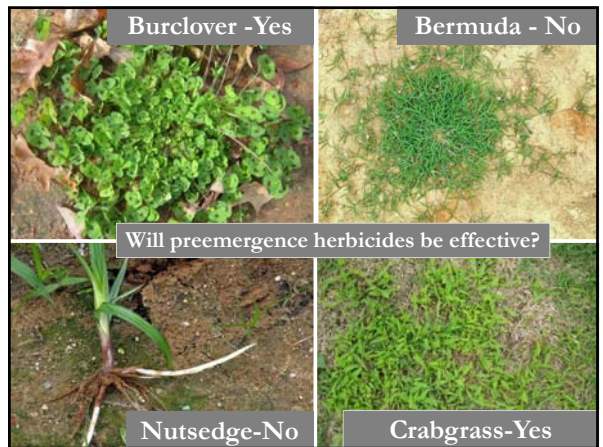 Burclover -Yes
Bermuda - No
Will preemergence herbicides be effective?
Nutsedge-No
Crabgrass-Yes